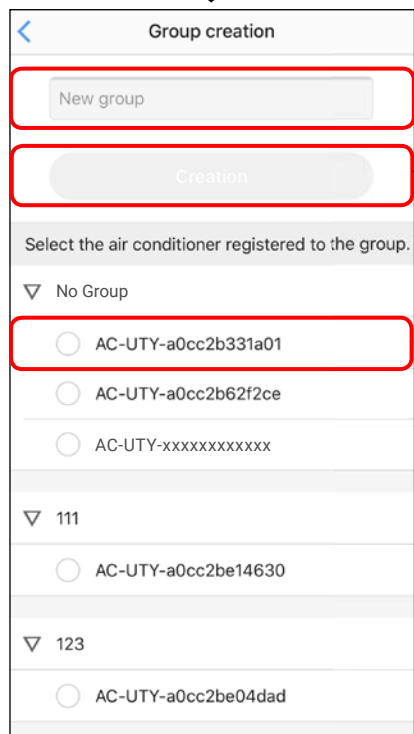 Group creation
New group
Creation
Select the air conditioner registered to the group.
No Group
AC-UTY-a0cc2b331a01
AC-UTY-a0cc2b62f2ce
AC-UTY-xxxxxxxxxxxx
111
AC-UTY-a0cc2be14630
123
AC-UTY-a0cc2be04dad